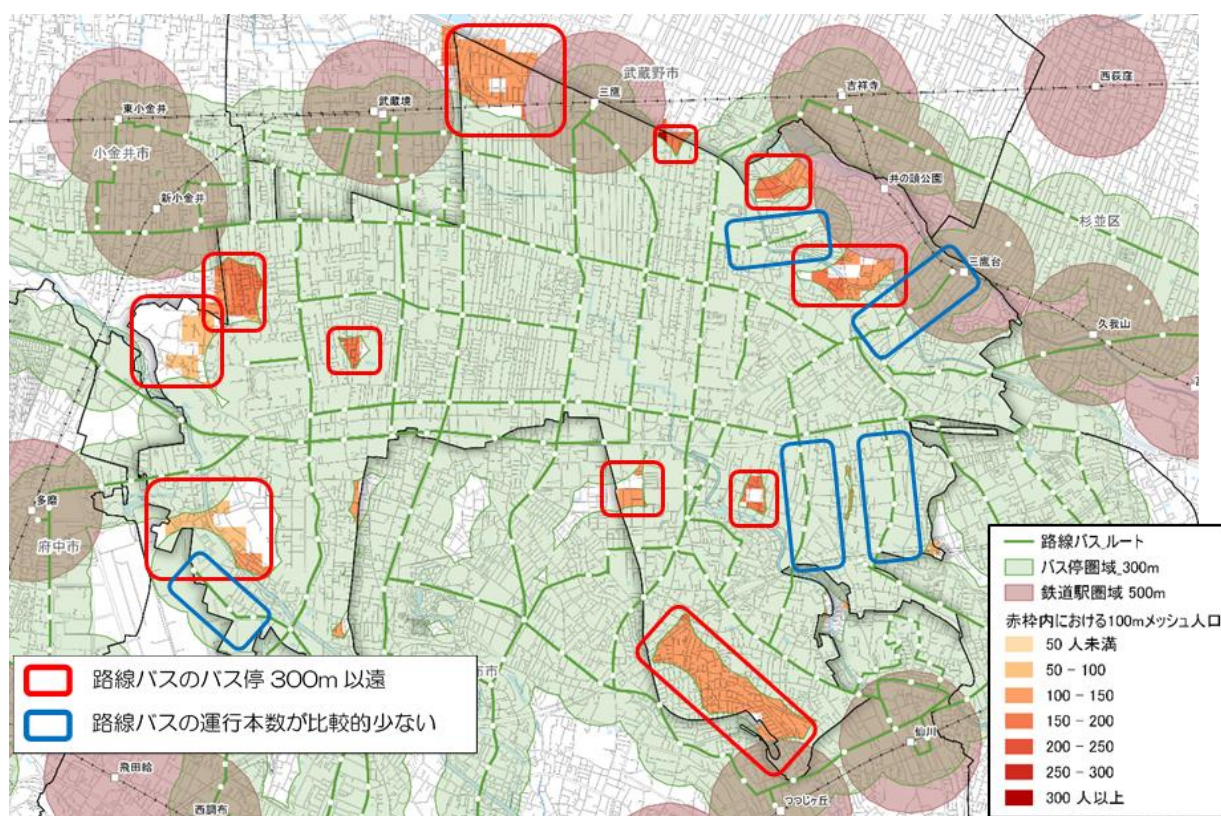 武蔵野市
西荻窪
吉祥寺
三鷹
武蔵境
東小金井
小金井市
新小金井
井の頭公園
杉並区
三鷹台
久我山
多磨
府中市
路線バス_ルート
バス停圏域_300m
鉄道駅圏域 500m
赤枠内における100mメッシュ人口
50 人未満
50 - 100
100 - 150
150 - 200
200 - 250
250 - 300
300 人以上
市
路線バスのバス停 300m 以遠
路線バスの運行本数が比較的少ない
仙川
飛田給
西調布
つつじヶ丘